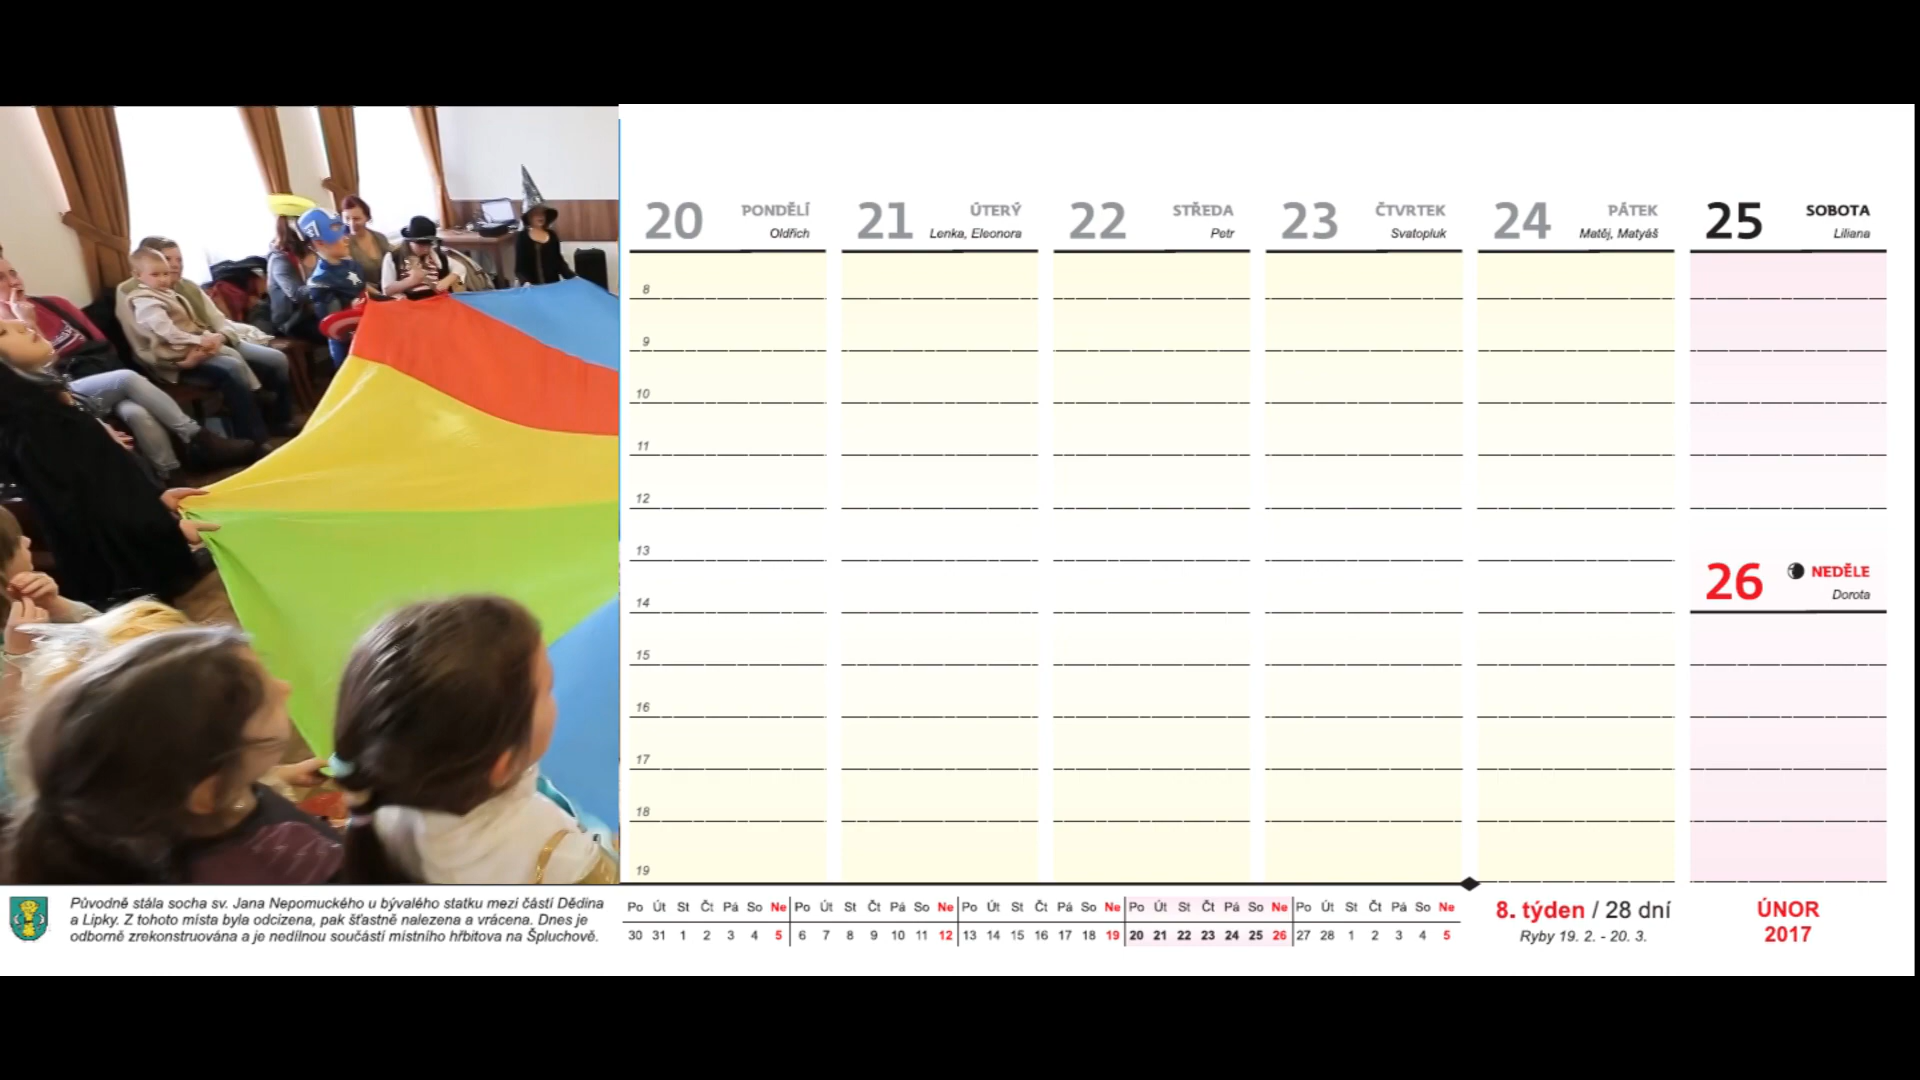 20 PONDĚLÍ
Oldřich
21 ÚTERÝ
Lenka, Eleonora
22 STŘEDA
Petr
23 ČTVRTEK
Svatopluk
24 PÁTEK
Matěj, Matyáš
25 SOBOTA
Liliana
8
9
10
11
12
13
14
15
16
17
18
19
26 NEDĚLE
Dorota
Původně stála socha sv. Jana Nepomuckého u bývalého statku mezi částí Dědina
a Lipky. Z tohoto místa byla odcizena, pak šťastně nalezena a vrácena. Dnes je
odborně zrekonstruována a je nedílnou součástí místního hřbitova na Špluchově.
Po Út St Čt Pá So Ne Po Út St Čt Pá So Ne Po Út St Čt Pá So Ne Po Út St Čt Pá So Ne Po Út St Čt Pá So Ne
30 31 1 2 3 4 5 6 7 8 9 10 11 12 13 14 15 16 17 18 19 20 21 22 23 24 25 26 27 28 1 2 3 4 5
8. týden / 28 dní
Ryby 19. 2. - 20. 3.
ÚNOR
2017